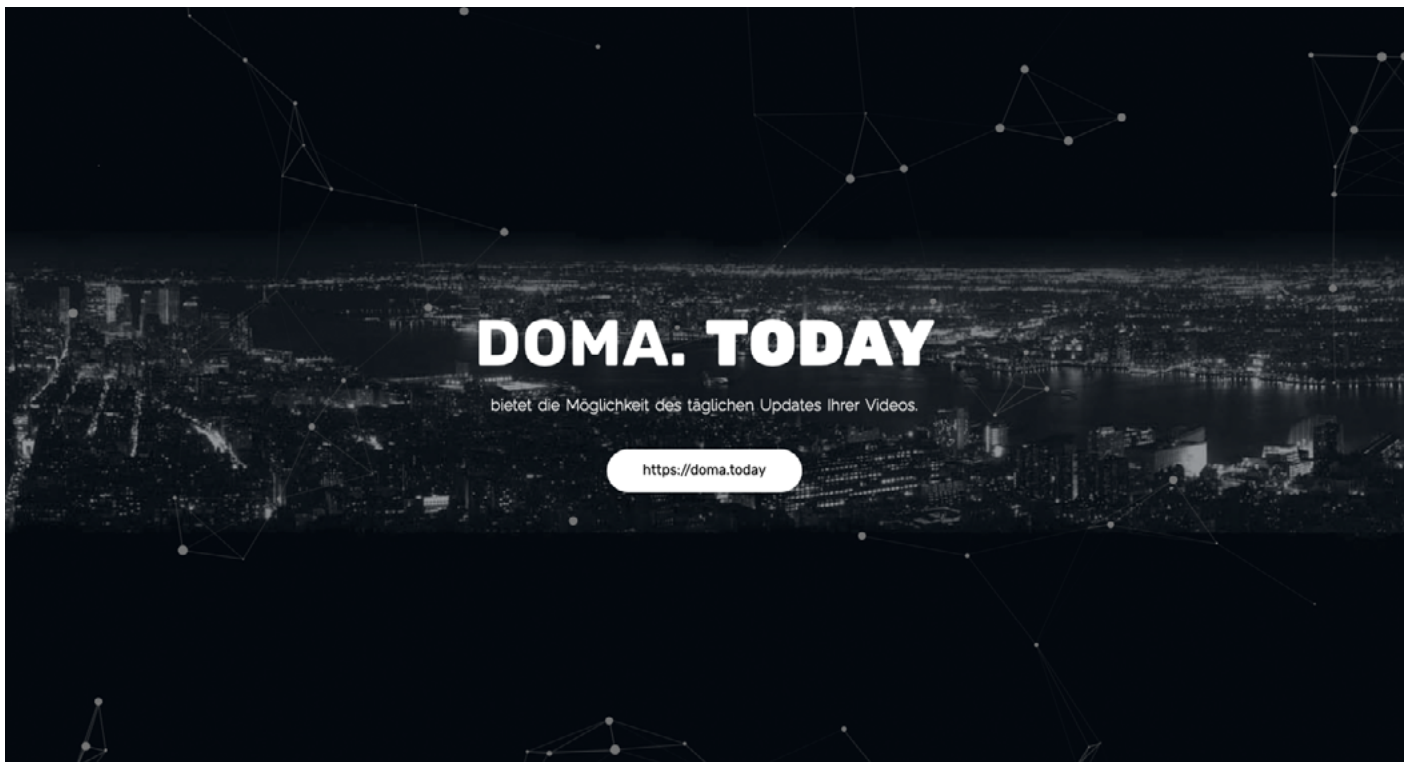 DOMA. TODAY
bietet die Möglichkeit des täglichen Updates Ihrer Videos.
https://doma.today